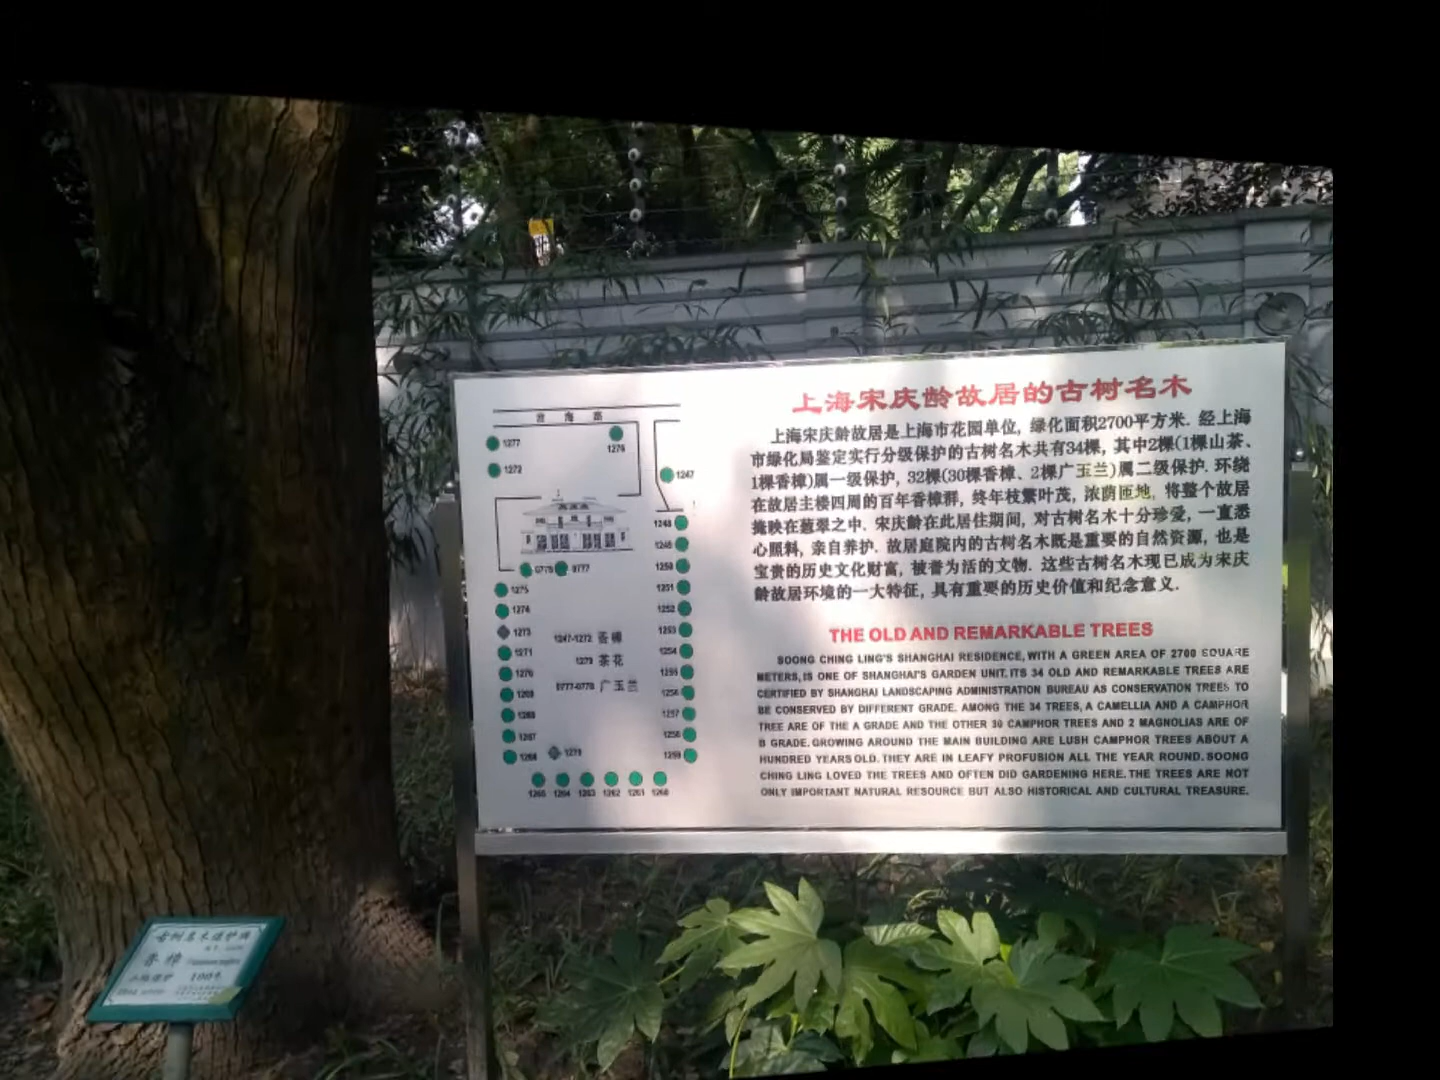 上海宋庆龄故居的古树名木
上海宋庆龄故居是上海市花园单位, 绿化面积2700平方米. 经上海
市绿化局鉴定实行分级保护的古树名木共有34棵, 其中2棵(1棵山茶、
1棵香樟)属一级保护, 32棵(30棵香樟、2棵广玉兰)属二级保护. 环绕
在故居主楼四周的百年香樟群, 终年枝繁叶茂, 浓荫匝地, 将整个故居
掩映在葱翠之中. 宋庆龄在此居住期间, 对古树名木十分珍爱, 一直悉
心照料, 亲自养护. 故居庭院内的古树名木既是重要的自然资源, 也是
宝贵的历史文化财富, 被誉为活的文物. 这些古树名木现已成为宋庆
龄故居环境的一大特征, 具有重要的历史价值和纪念意义.
THE OLD AND REMARKABLE TREES
SOONG CHING LING'S SHANGHAI RESIDENCE, WITH A GREEN AREA OF 2700 SQUARE
METERS, IS ONE OF SHANGHAI'S GARDEN UNIT. ITS 34 OLD AND REMARKABLE TREES ARE
CERTIFIED BY SHANGHAI LANDSCAPING ADMINISTRATION BUREAU AS CONSERVATION TREES TO
BE CONSERVED BY DIFFERENT GRADE. AMONG THE 34 TREES, A CAMELLIA AND A CAMPHOR
TREE ARE OF THE A GRADE AND THE OTHER 30 CAMPHOR TREES AND 2 MAGNOLIAS ARE OF
B GRADE. GROWING AROUND THE MAIN BUILDING ARE LUSH CAMPHOR TREES ABOUT A
HUNDRED YEARS OLD. THEY ARE IN LEAFY PROFUSION ALL THE YEAR ROUND. SOONG
CHING LING LOVED THE TREES AND OFTEN DID GARDENING HERE. THE TREES ARE NOT
ONLY IMPORTANT NATURAL RESOURCE BUT ALSO HISTORICAL AND CULTURAL TREASURE.
海 路
1277
1276
1272
1247
1248
1250
1251
1252
1253
1254
1255
1256
1257
1258
1259
0777
1275
1274
1273
1271
1247-1272 香樟
茶花
广玉兰
1265 1264 1263 1262 1261 1260
古树名木保护牌
香樟
100年